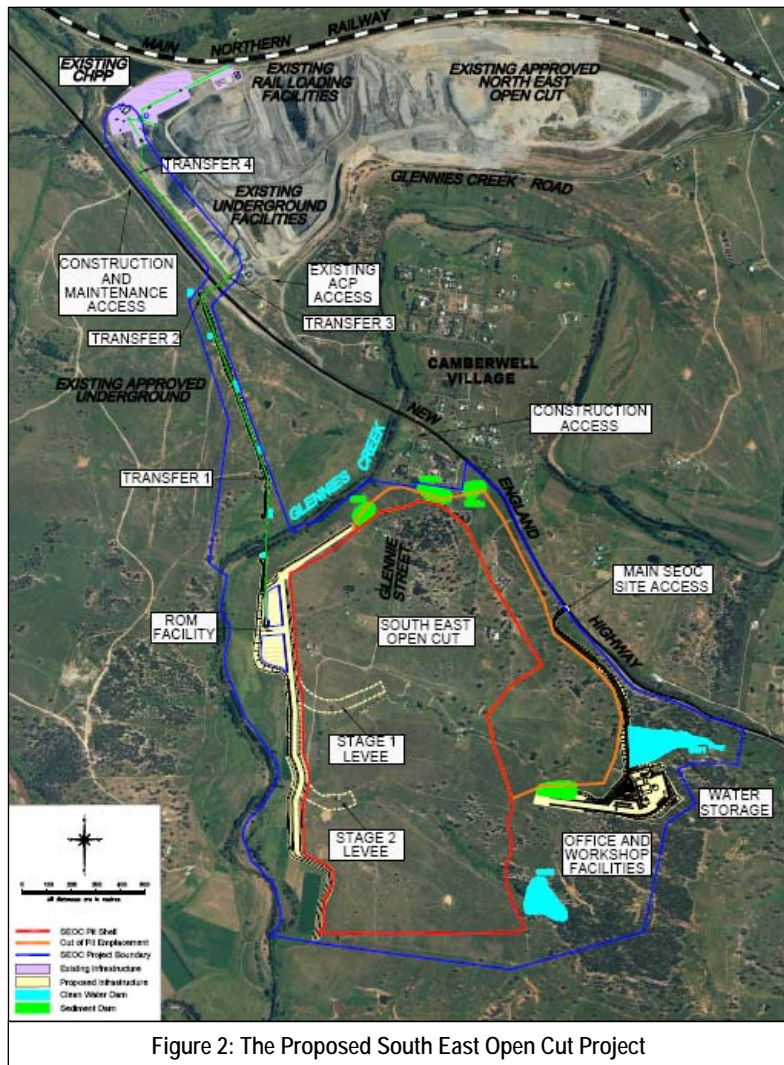 MAIN NORTHERN RAILWAY
EXISTING
CHPP
EXISTING
RAIL LOADING
FACILITIES
EXISTING APPROVED
NORTH EAST
OPEN CUT
TRANSFER 4
GLENNIES CREEK ROAD
EXISTING
UNDERGROUND
FACILITIES
CONSTRUCTION
AND
MAINTENANCE
ACCESS
EXISTING
ACP
ACCESS
TRANSFER 2
TRANSFER 3
CAMBERWELL
VILLAGE
EXISTING APPROVED
UNDERGROUND
NEW ENGLAND HIGHWAY
CONSTRUCTION
ACCESS
TRANSFER 1
GLENNIES CREEK
GLENNIE
STREET
MAIN SEOC
SITE ACCESS
ROM
FACILITY
SOUTH EAST
OPEN CUT
STAGE 1
LEVEE
STAGE 2
LEVEE
WATER
STORAGE
OFFICE AND
WORKSHOP
FACILITIES
All distances are in metres
SEOC Pit Shell
Out of Pit Emplacement
SEOC Project Boundary
Existing Infrastructure
Proposed Infrastructure
Clean Water Dam
Sediment Dam
Figure 2: The Proposed South East Open Cut Project